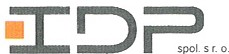 IDP
spol. s r. o.